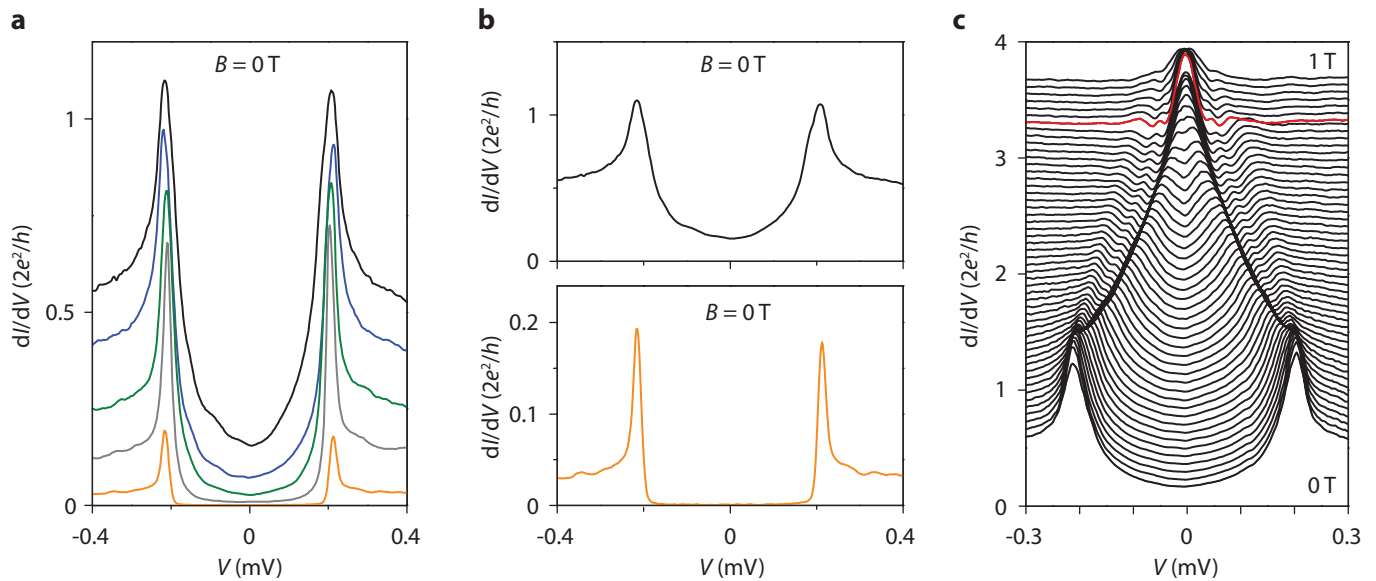 a
B = 0 T
1
0.5
0
-0.4
0
0.4
dI/dV (2e²/h)
V (mV)
b
B = 0 T
1
0
dI/dV (2e²/h)
B = 0 T
0.2
0.1
0
-0.4
0
0.4
dI/dV (2e²/h)
V (mV)
c
4
3
2
1
0
1 T
0 T
-0.3
0
0.3
dI/dV (2e²/h)
V (mV)